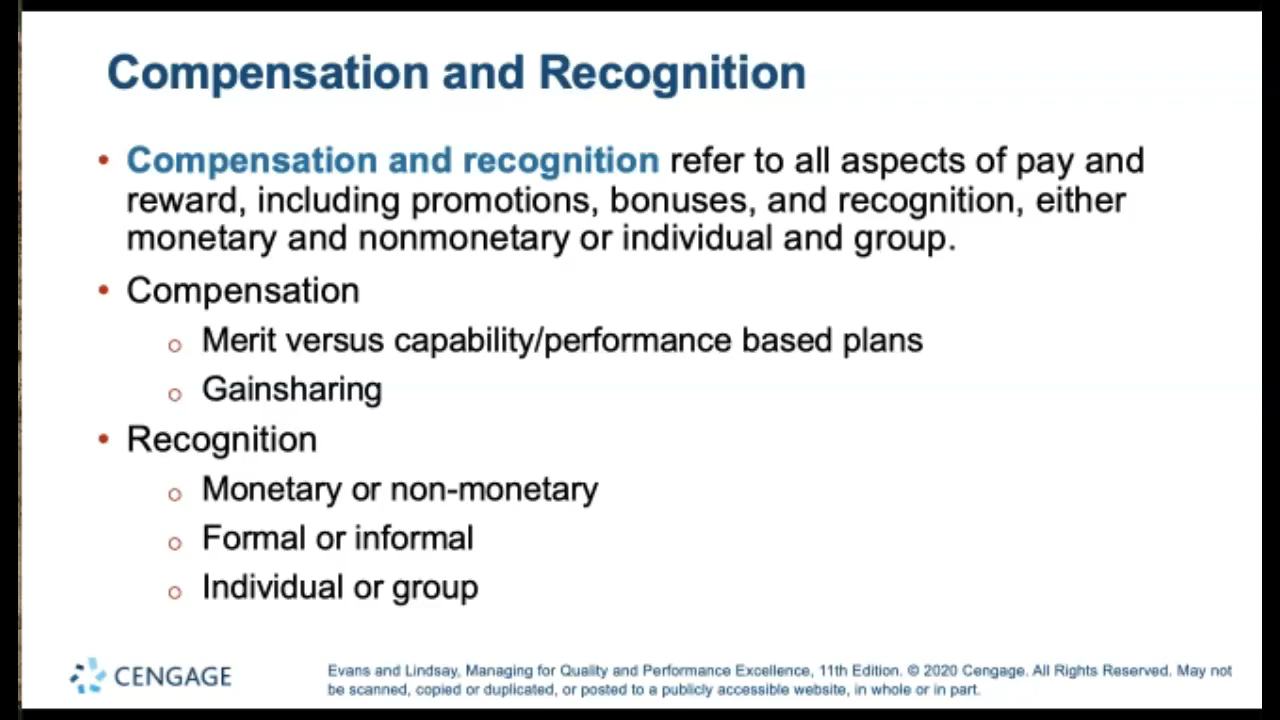 Compensation and Recognition
• Compensation and recognition refer to all aspects of pay and
reward, including promotions, bonuses, and recognition, either
monetary and nonmonetary or individual and group.
• Compensation
o Merit versus capability/performance based plans
o Gainsharing
• Recognition
o Monetary or non-monetary
o Formal or informal
o Individual or group
CENGAGE
Evans and Lindsay, Managing for Quality and Performance Excellence, 11th Edition. © 2020 Cengage. All Rights Reserved. May not
be scanned, copied or duplicated, or posted to a publicly accessible website, in whole or in part.